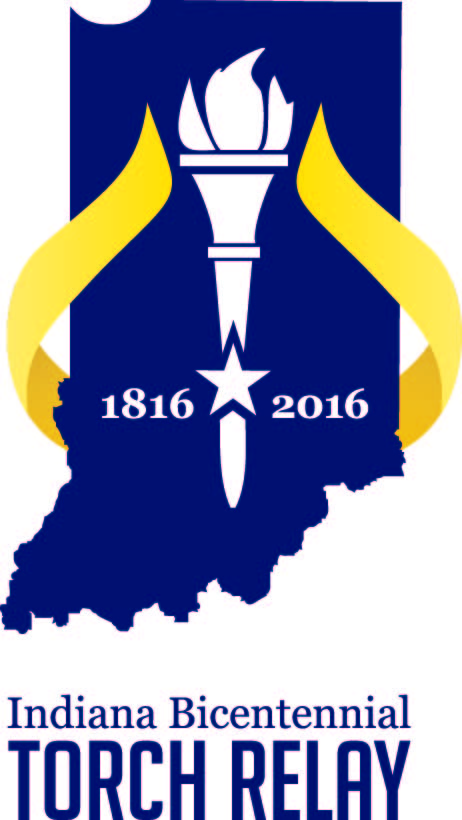 1816 2016
Indiana Bicentennial
TORCH RELAY